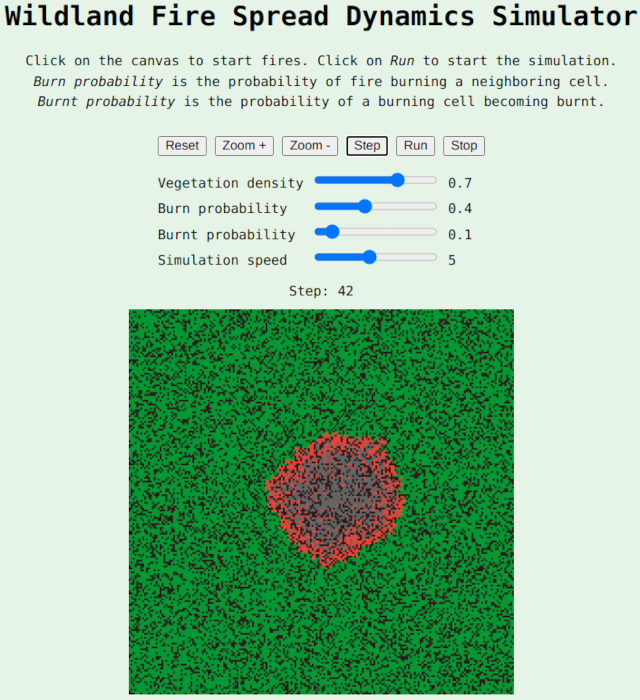 Wildland Fire Spread Dynamics Simulator
Click on the canvas to start fires. Click on Run to start the simulation.
Burn probability is the probability of fire burning a neighboring cell.
Burnt probability is the probability of a burning cell becoming burnt.
Reset Zoom + Zoom - Step Run Stop
Vegetation density 0.7
Burn probability 0.4
Burnt probability 0.1
Simulation speed 5
Step: 42